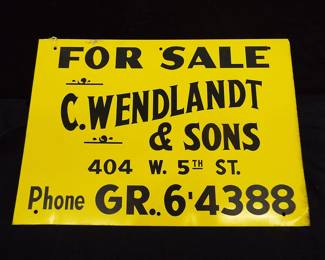 FOR SALE
C. WENDLANDT
& SONS
404 W. 5TH ST.
Phone GR. 6-4388